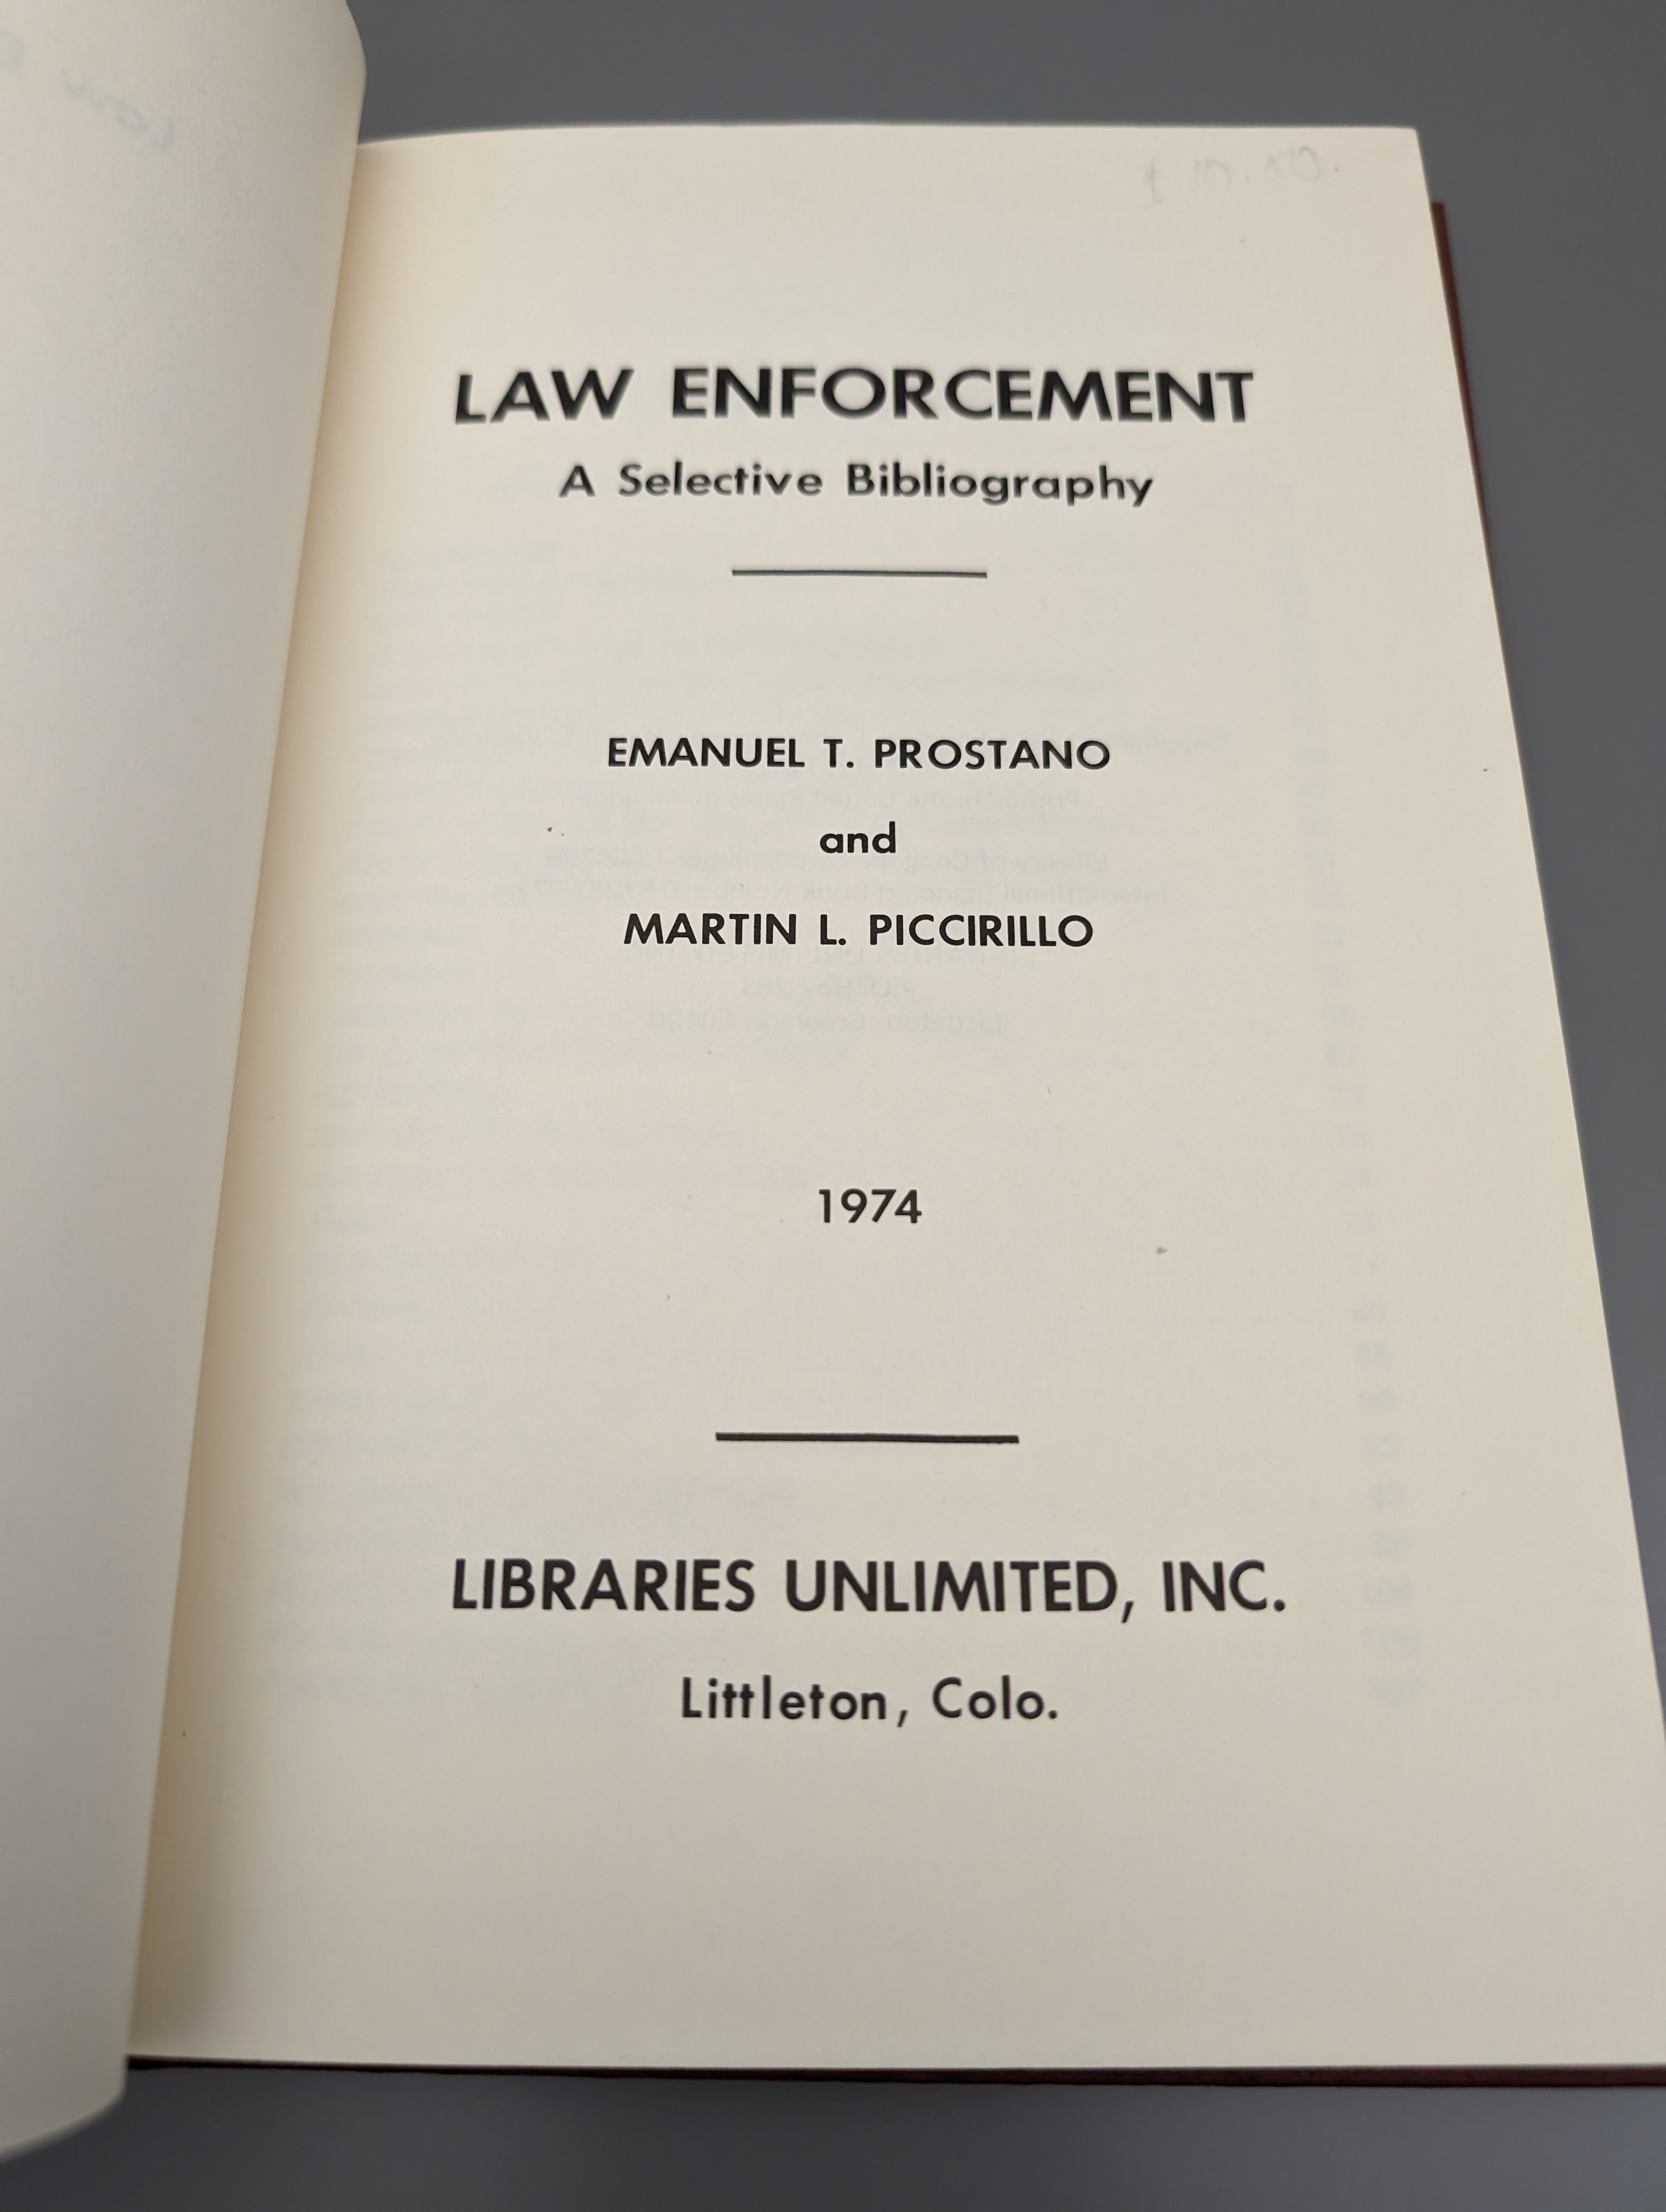 LAW ENFORCEMENT
A Selective Bibliography
EMANUEL T. PROSTANO
and
MARTIN L. PICCIRILLO
1974
LIBRARIES UNLIMITED, INC.
Littleton, Colo.